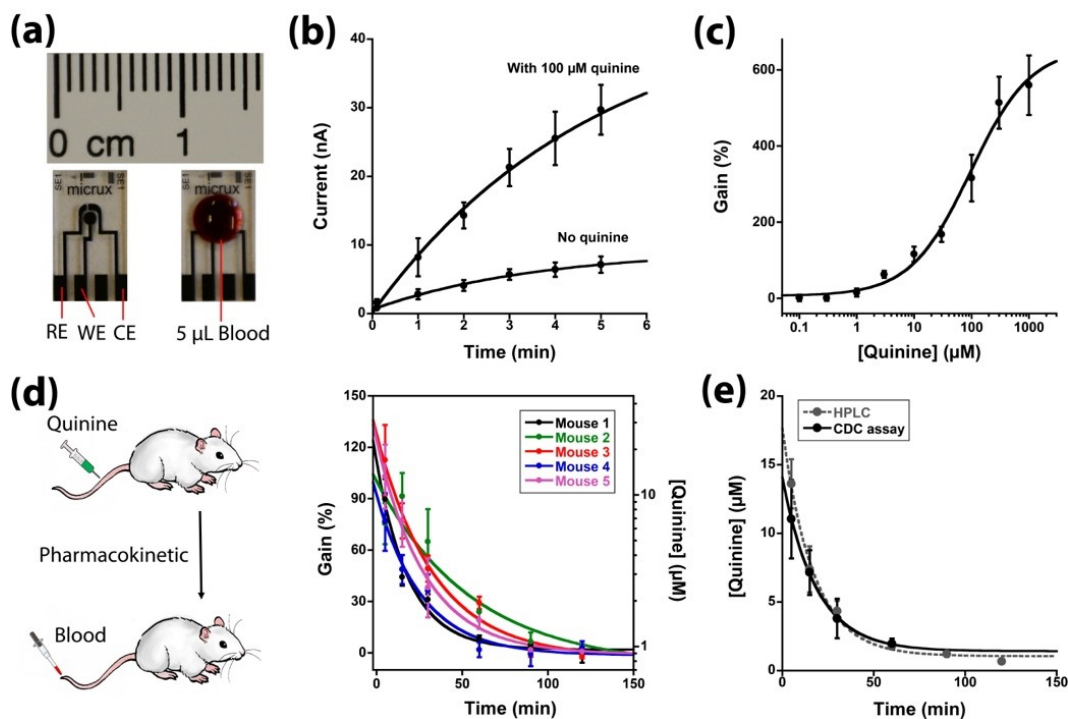 (a)
0 cm 1
SE1 SE1
micrux
SE1
micrux
RE WE CE
5 µL Blood
(b)
Current (nA)
40
30
20
10
0
With 100 µM quinine
No quinine
0 1 2 3 4 5 6
Time (min)
(c)
Gain (%)
600
400
200
0
0.1 1 10 100 1000
[Quinine] (µM)
(d)
Quinine
Pharmacokinetic
Blood
Gain (%)
150
120
90
60
30
0
Mouse 1
Mouse 2
Mouse 3
Mouse 4
Mouse 5
10
1
[Quinine] (µM)
0 50 100 150
Time (min)
(e)
[Quinine] (µM)
20
15
10
5
0
HPLC
CDC assay
0 50 100 150
Time (min)